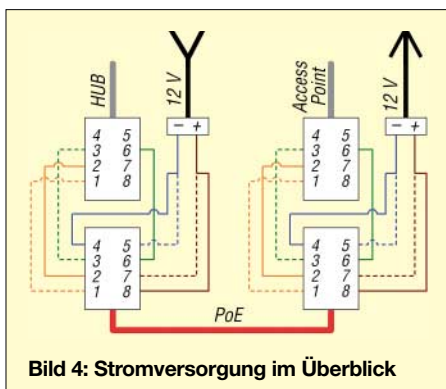 HUB
12 V
Access
Point
12 V
– +
– +
4 5
3 6
2 7
1 8
4 5
3 6
2 7
1 8
4 5
3 6
2 7
1 8
4 5
3 6
2 7
1 8
PoE
Bild 4: Stromversorgung im Überblick